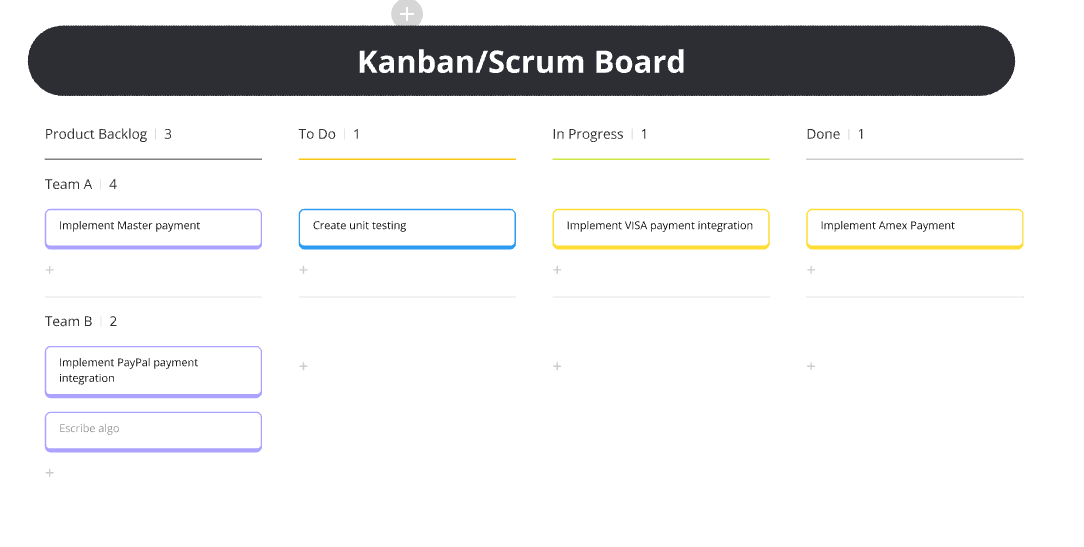 Kanban/Scrum Board
Product Backlog | 3
To Do | 1
In Progress | 1
Done | 1
Team A | 4
Implement Master payment
Create unit testing
Implement VISA payment integration
Implement Amex Payment
+
+
+
+
Team B | 2
Implement PayPal payment
integration
+
+
+
Escribe algo
+